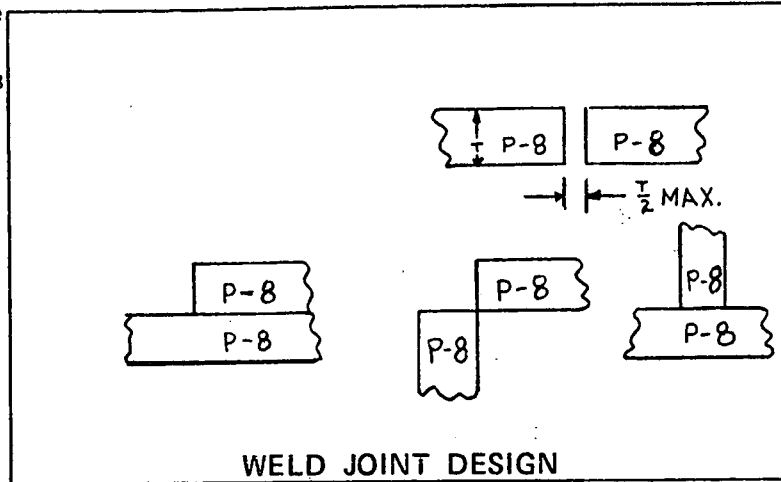 T P-8 P-8
T/2 MAX.
P-8 P-8 P-8
P-8 P-8 P-8
WELD JOINT DESIGN